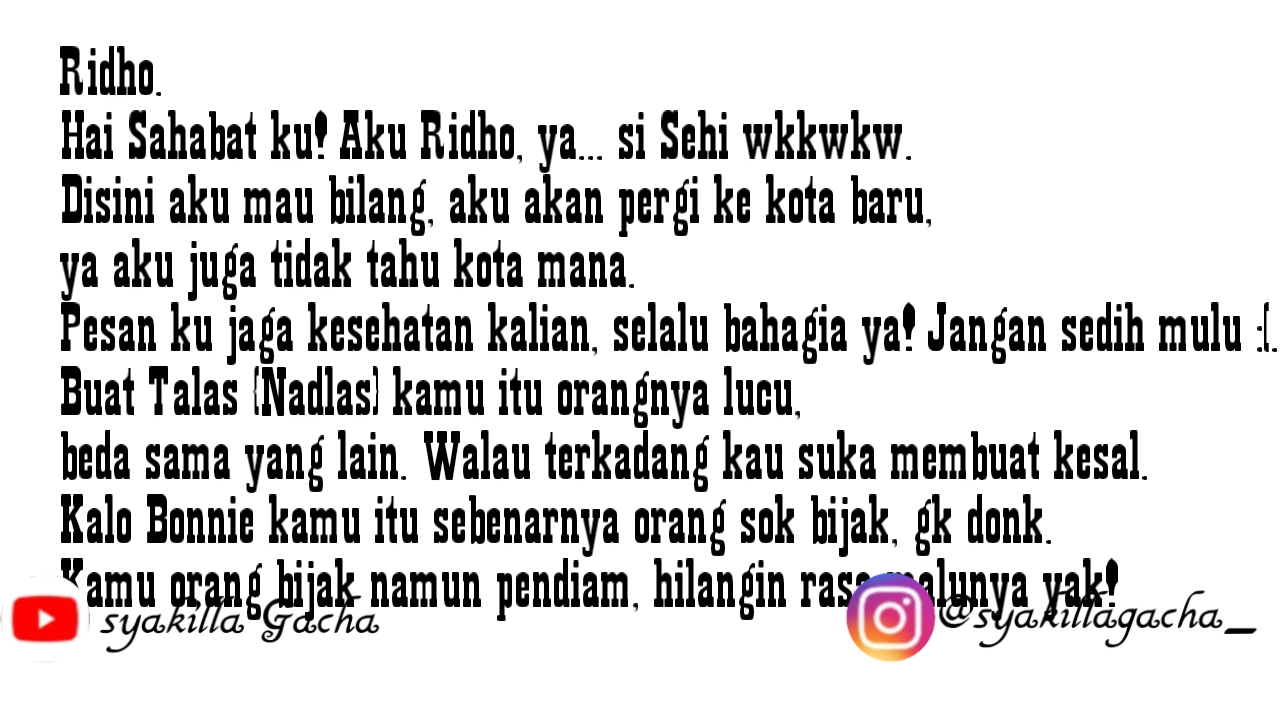 Ridho.
Hai Sahabat ku! Aku Ridho, ya... si Sehi wkkwkw.
Disini aku mau bilang, aku akan pergi ke kota baru,
ya aku juga tidak tahu kota mana.
Pesan ku jaga kesehatan kalian, selalu bahagia ya! Jangan sedih mulu :(.
Buat Talas (Nadlas) kamu itu orangnya lucu,
beda sama yang lain. Walau terkadang kau suka membuat kesal.
Kalo Bonnie kamu itu sebenarnya orang sok bijak, gk donk.
Kamu orang bijak namun pendiam, hilangin rasa malunya yak!
syakilla Gacha
@syakillagacha_